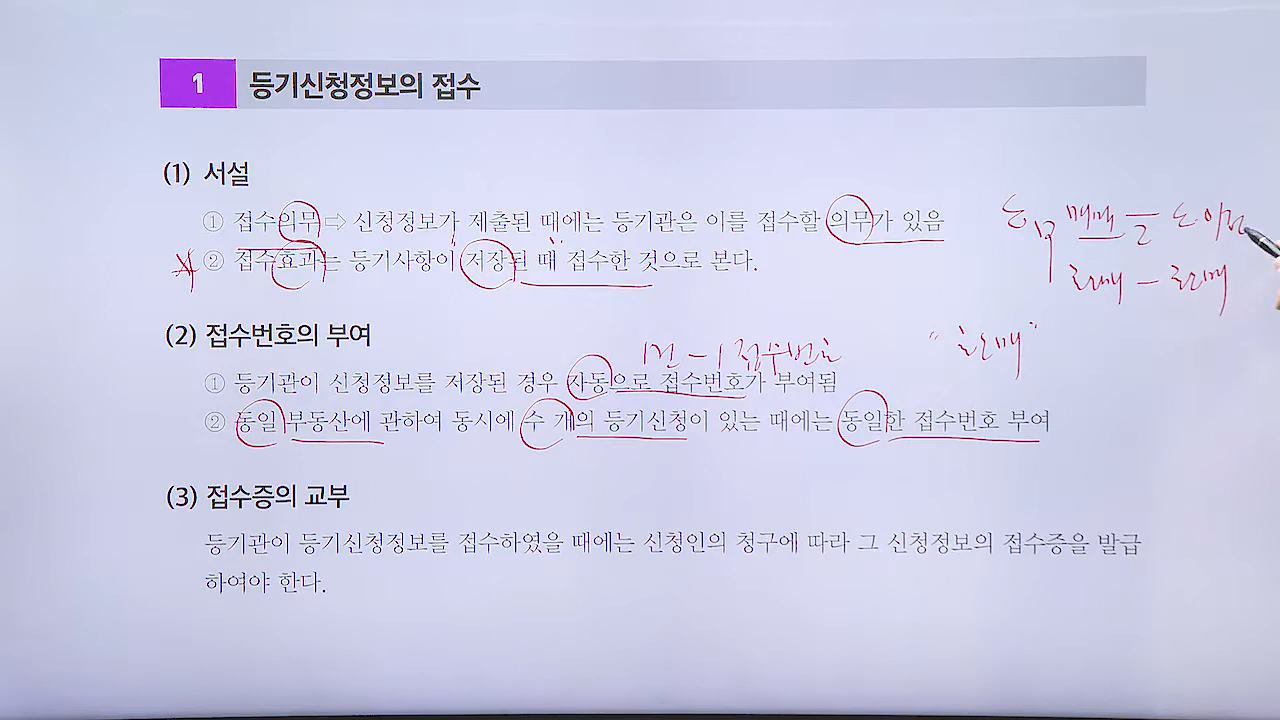 1 등기신청정보의 접수
(1) 서설
① 접수의무 ⇨ 신청정보가 제출된 때에는 등기관은 이를 접수할 의무가 있음
② 접수효과는 등기사항이 저장된 때 접수한 것으로 본다.
매매
(2) 접수번호의 부여
1건 - 1접수번호
① 등기관이 신청정보를 저장된 경우 자동으로 접수번호가 부여됨
② 동일 부동산에 관하여 동시에 수 개의 등기신청이 있는 때에는 동일한 접수번호 부여
(3) 접수증의 교부
등기관이 등기신청정보를 접수하였을 때에는 신청인의 청구에 따라 그 신청정보의 접수증을 발급
하여야 한다.